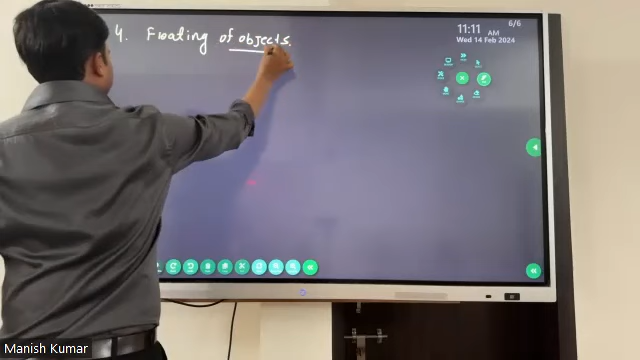 11:11 AM
6/6
Wed 14 Feb 2024
4. Floating of objects.
Manish Kumar